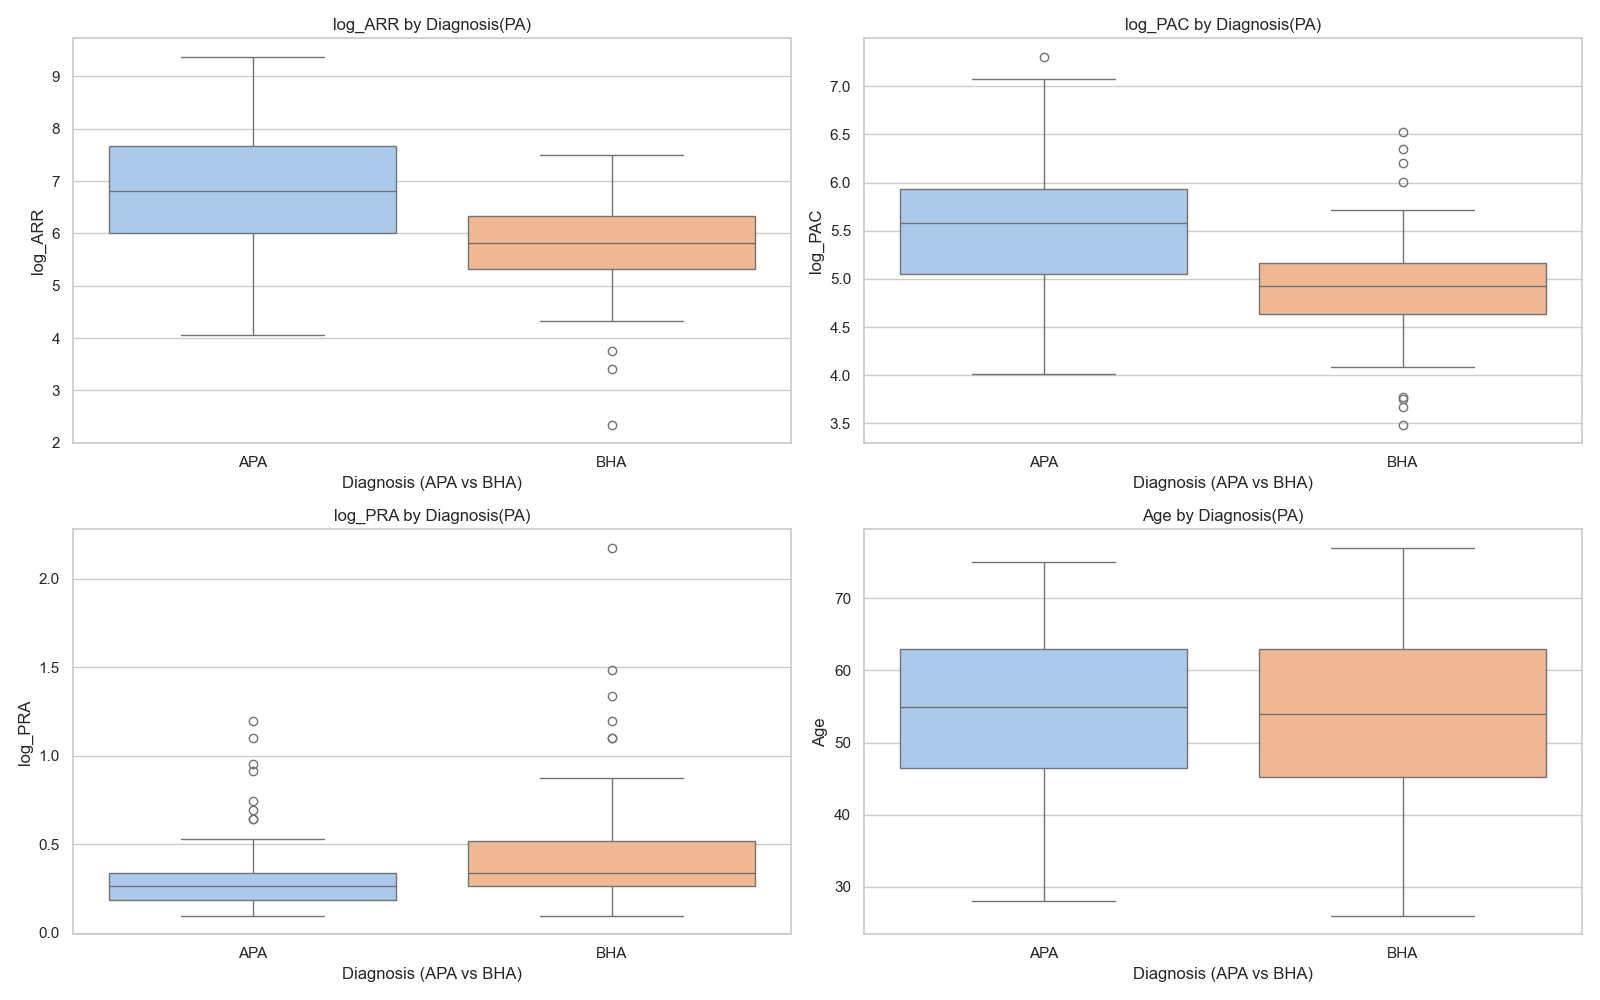 log_ARR by Diagnosis(PA)
9
8
7
6
5
4
3
2
log_ARR
APA
BHA
Diagnosis (APA vs BHA)
log_PAC by Diagnosis(PA)
7.0
6.5
6.0
5.5
5.0
4.5
4.0
3.5
log_PAC
APA
BHA
Diagnosis (APA vs BHA)
log_PRA by Diagnosis(PA)
2.0
1.5
1.0
0.5
0.0
log_PRA
APA
BHA
Diagnosis (APA vs BHA)
Age by Diagnosis(PA)
70
60
50
40
30
Age
APA
BHA
Diagnosis (APA vs BHA)